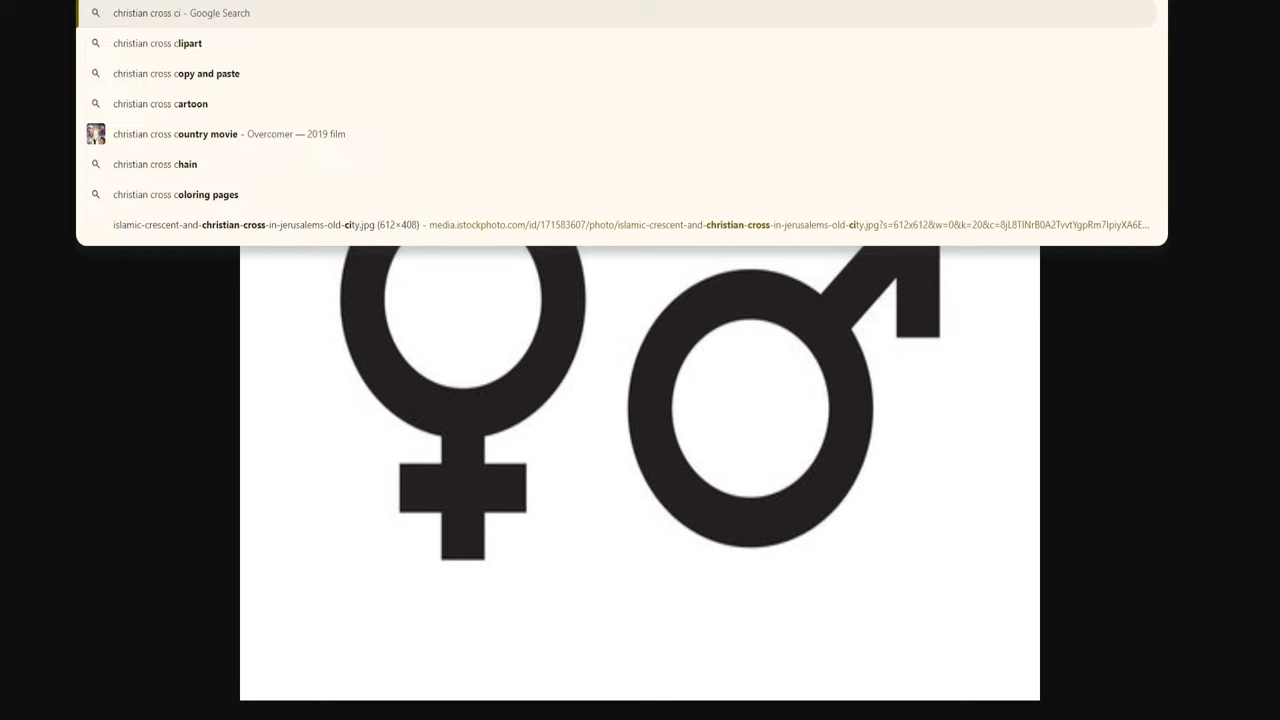 christian cross ci - Google Search
christian cross clipart
christian cross copy and paste
christian cross cartoon
christian cross country movie - Overcomer — 2019 film
christian cross chain
christian cross coloring pages
islamic-crescent-and-christian-cross-in-jerusalems-old-city.jpg (612×408) - media.istockphoto.com/id/171583607/photo/islamic-crescent-and-christian-cross-in-jerusalems-old-city.jpg?s=612x612&w=0&k=20&c=8jL8TlNrB0A2TvvtYgpRm7IpiyXA6E...